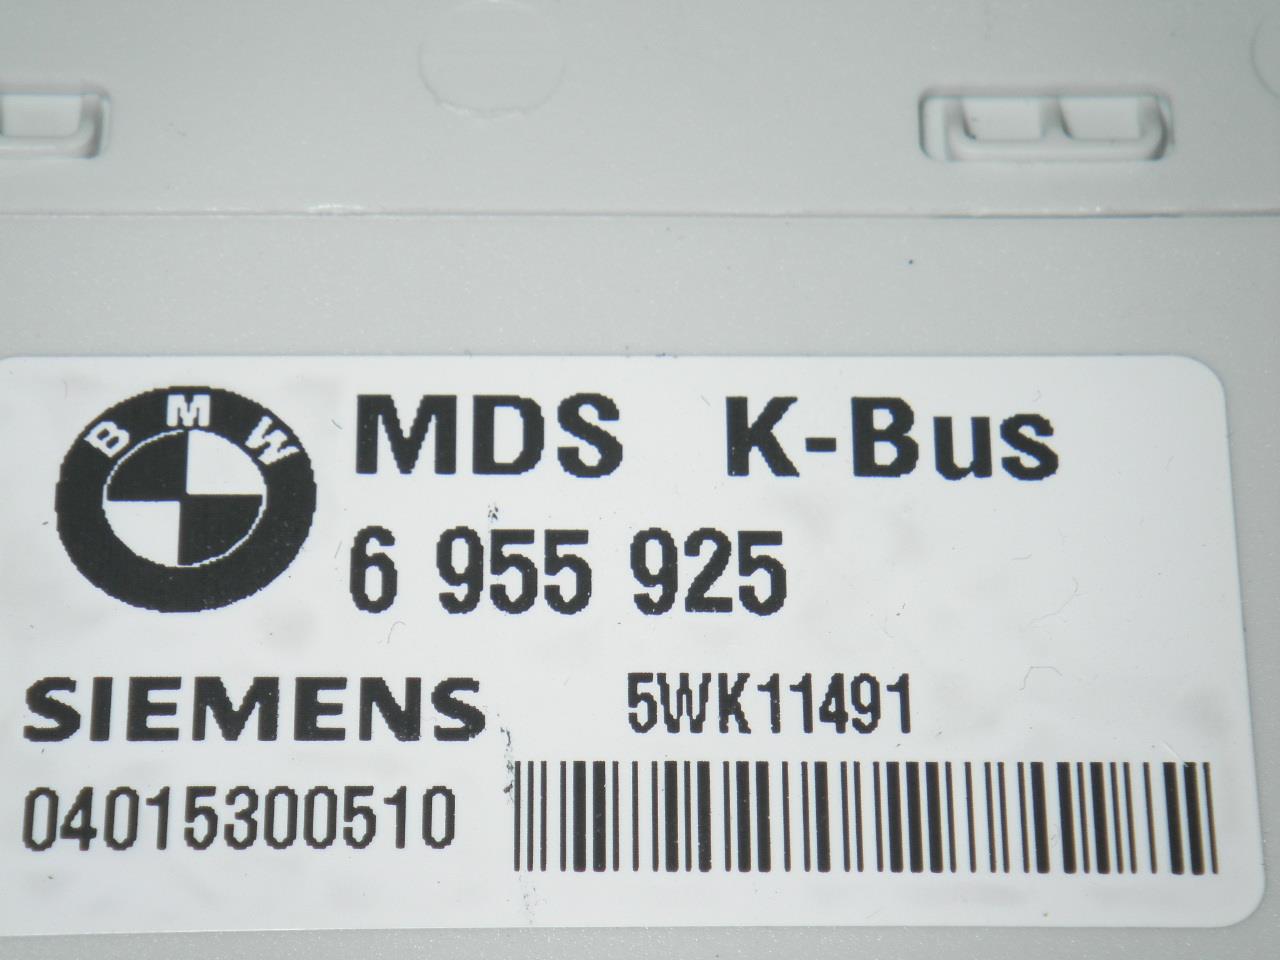 BMW
MDS K-Bus
6 955 925
SIEMENS 5WK11491
04015300510